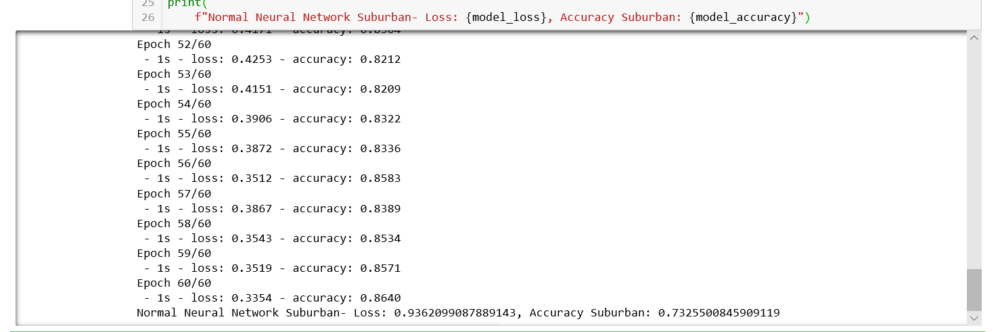 25 print(
26 f"Normal Neural Network Suburban- Loss: {model_loss}, Accuracy Suburban: {model_accuracy}")
- 1s - loss: 0.4171 - accuracy: 0.8304
Epoch 52/60
- 1s - loss: 0.4253 - accuracy: 0.8212
Epoch 53/60
- 1s - loss: 0.4151 - accuracy: 0.8209
Epoch 54/60
- 1s - loss: 0.3906 - accuracy: 0.8322
Epoch 55/60
- 1s - loss: 0.3872 - accuracy: 0.8336
Epoch 56/60
- 1s - loss: 0.3512 - accuracy: 0.8583
Epoch 57/60
- 1s - loss: 0.3867 - accuracy: 0.8389
Epoch 58/60
- 1s - loss: 0.3543 - accuracy: 0.8534
Epoch 59/60
- 1s - loss: 0.3519 - accuracy: 0.8571
Epoch 60/60
- 1s - loss: 0.3354 - accuracy: 0.8640
Normal Neural Network Suburban- Loss: 0.9362099087889143, Accuracy Suburban: 0.7325500845909119